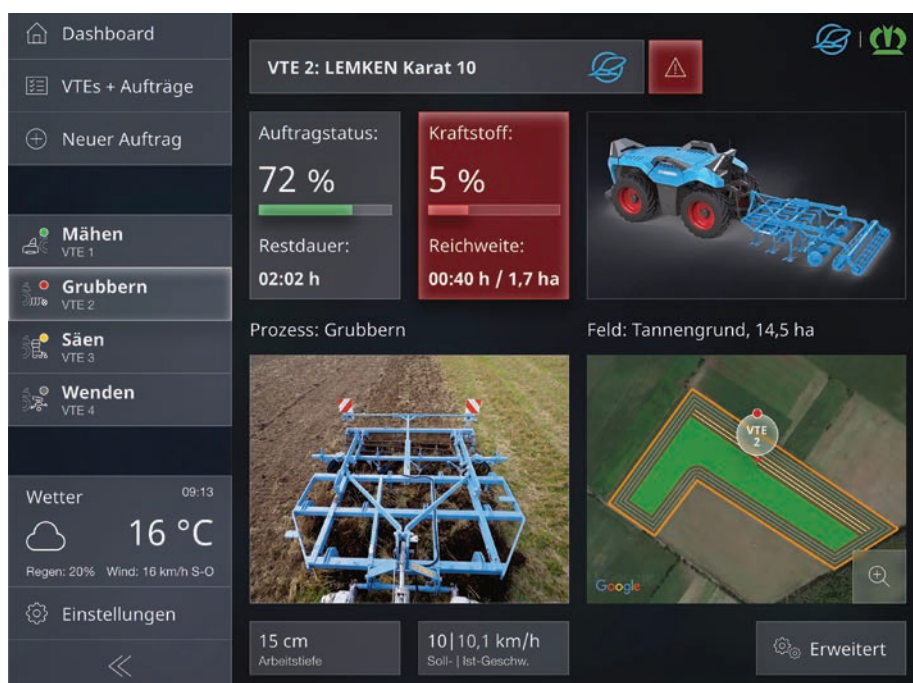 Dashboard
VTEs + Aufträge
Neuer Auftrag
Mähen
VTE 1
Grubbern
VTE 2
Säen
VTE 3
Wenden
VTE 4
Wetter
09:13
16 °C
Regen: 20% Wind: 16 km/h S-O
Einstellungen
VTE 2: LEMKEN Karat 10
Auftragstatus:
72 %
Restdauer:
02:02 h
Kraftstoff:
5 %
Reichweite:
00:40 h / 1,7 ha
Prozess: Grubbern
Feld: Tannengrund, 14,5 ha
VTE
2
Google
15 cm
Arbeitstiefe
10|10,1 km/h
Soll- | Ist-Geschw.
Erweitert